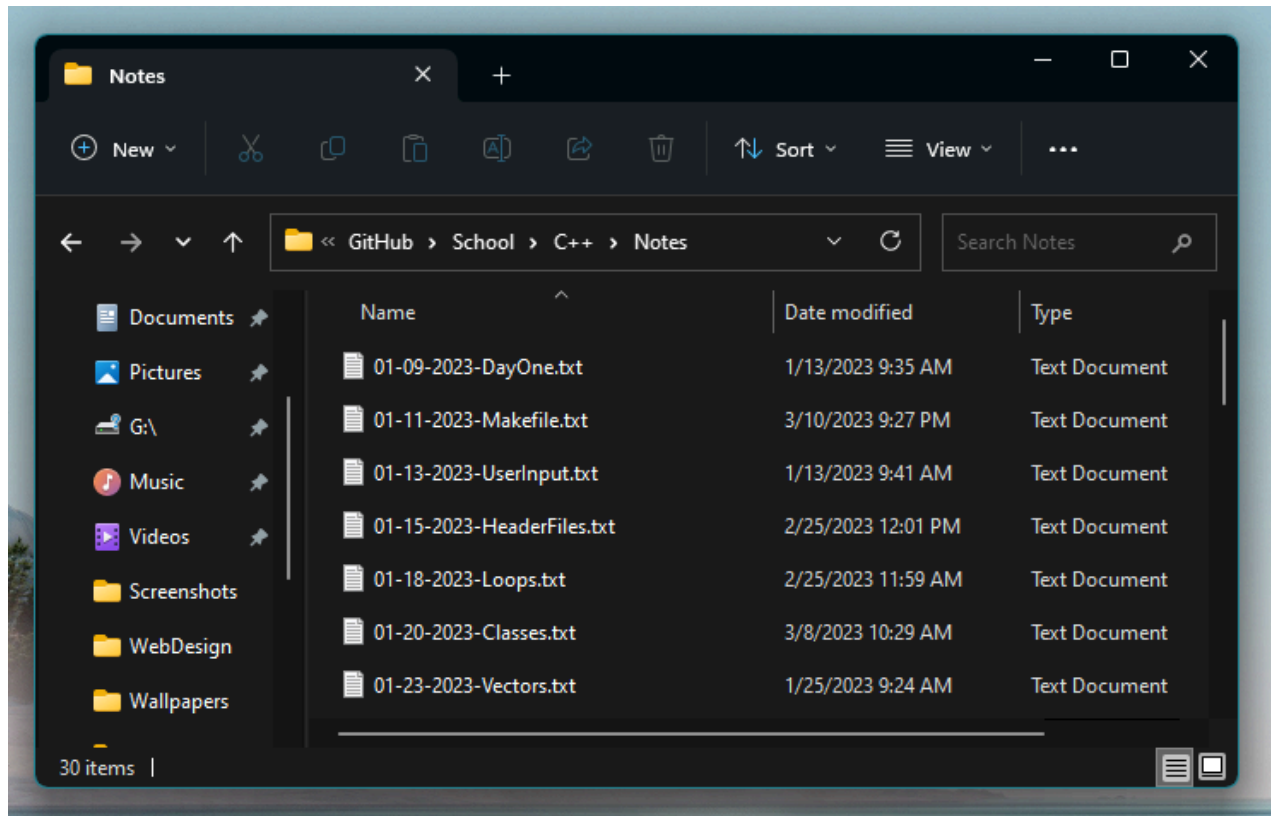 Notes
New Sort View
GitHub School C++ Notes Search Notes
Name Date modified Type
Documents 01-09-2023-DayOne.txt 1/13/2023 9:35 AM Text Document
Pictures 01-11-2023-Makefile.txt 3/10/2023 9:27 PM Text Document
G:\ 01-13-2023-UserInput.txt 1/13/2023 9:41 AM Text Document
Music 01-15-2023-HeaderFiles.txt 2/25/2023 12:01 PM Text Document
Videos 01-18-2023-Loops.txt 2/25/2023 11:59 AM Text Document
Screenshots 01-20-2023-Classes.txt 3/8/2023 10:29 AM Text Document
WebDesign 01-23-2023-Vectors.txt 1/25/2023 9:24 AM Text Document
Wallpapers
30 items